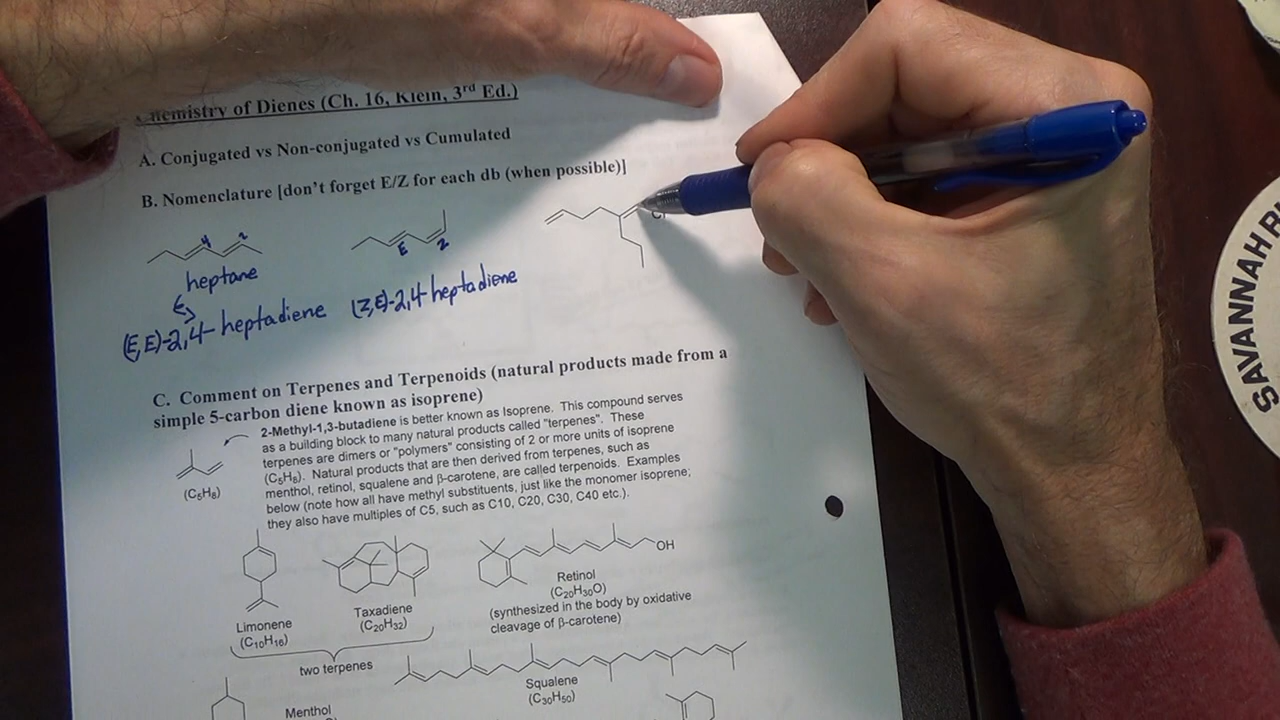 Chemistry of Dienes (Ch. 16, Klein, 3rd Ed.)
A. Conjugated vs Non-conjugated vs Cumulated
B. Nomenclature [don't forget E/Z for each db (when possible)]
4 2
E Z
heptane
(E,E)-2,4-heptadiene (Z,E)-2,4-heptadiene
C. Comment on Terpenes and Terpenoids (natural products made from a
simple 5-carbon diene known as isoprene)
2-Methyl-1,3-butadiene is better known as Isoprene. This compound serves
as a building block to many natural products called "terpenes". These
terpenes are dimers or "polymers" consisting of 2 or more units of isoprene
(C5H8). Natural products that are then derived from terpenes, such as
menthol, retinol, squalene and β-carotene, are called terpenoids. Examples
below (note how all have methyl substituents, just like the monomer isoprene;
they also have multiples of C5, such as C10, C20, C30, C40 etc.).
(C5H8)
OH
Limonene
(C10H16)
Taxadiene
(C20H32)
Retinol
(C20H30O)
(synthesized in the body by oxidative
cleavage of β-carotene)
two terpenes
Squalene
(C30H50)
Menthol
SAVANNAH